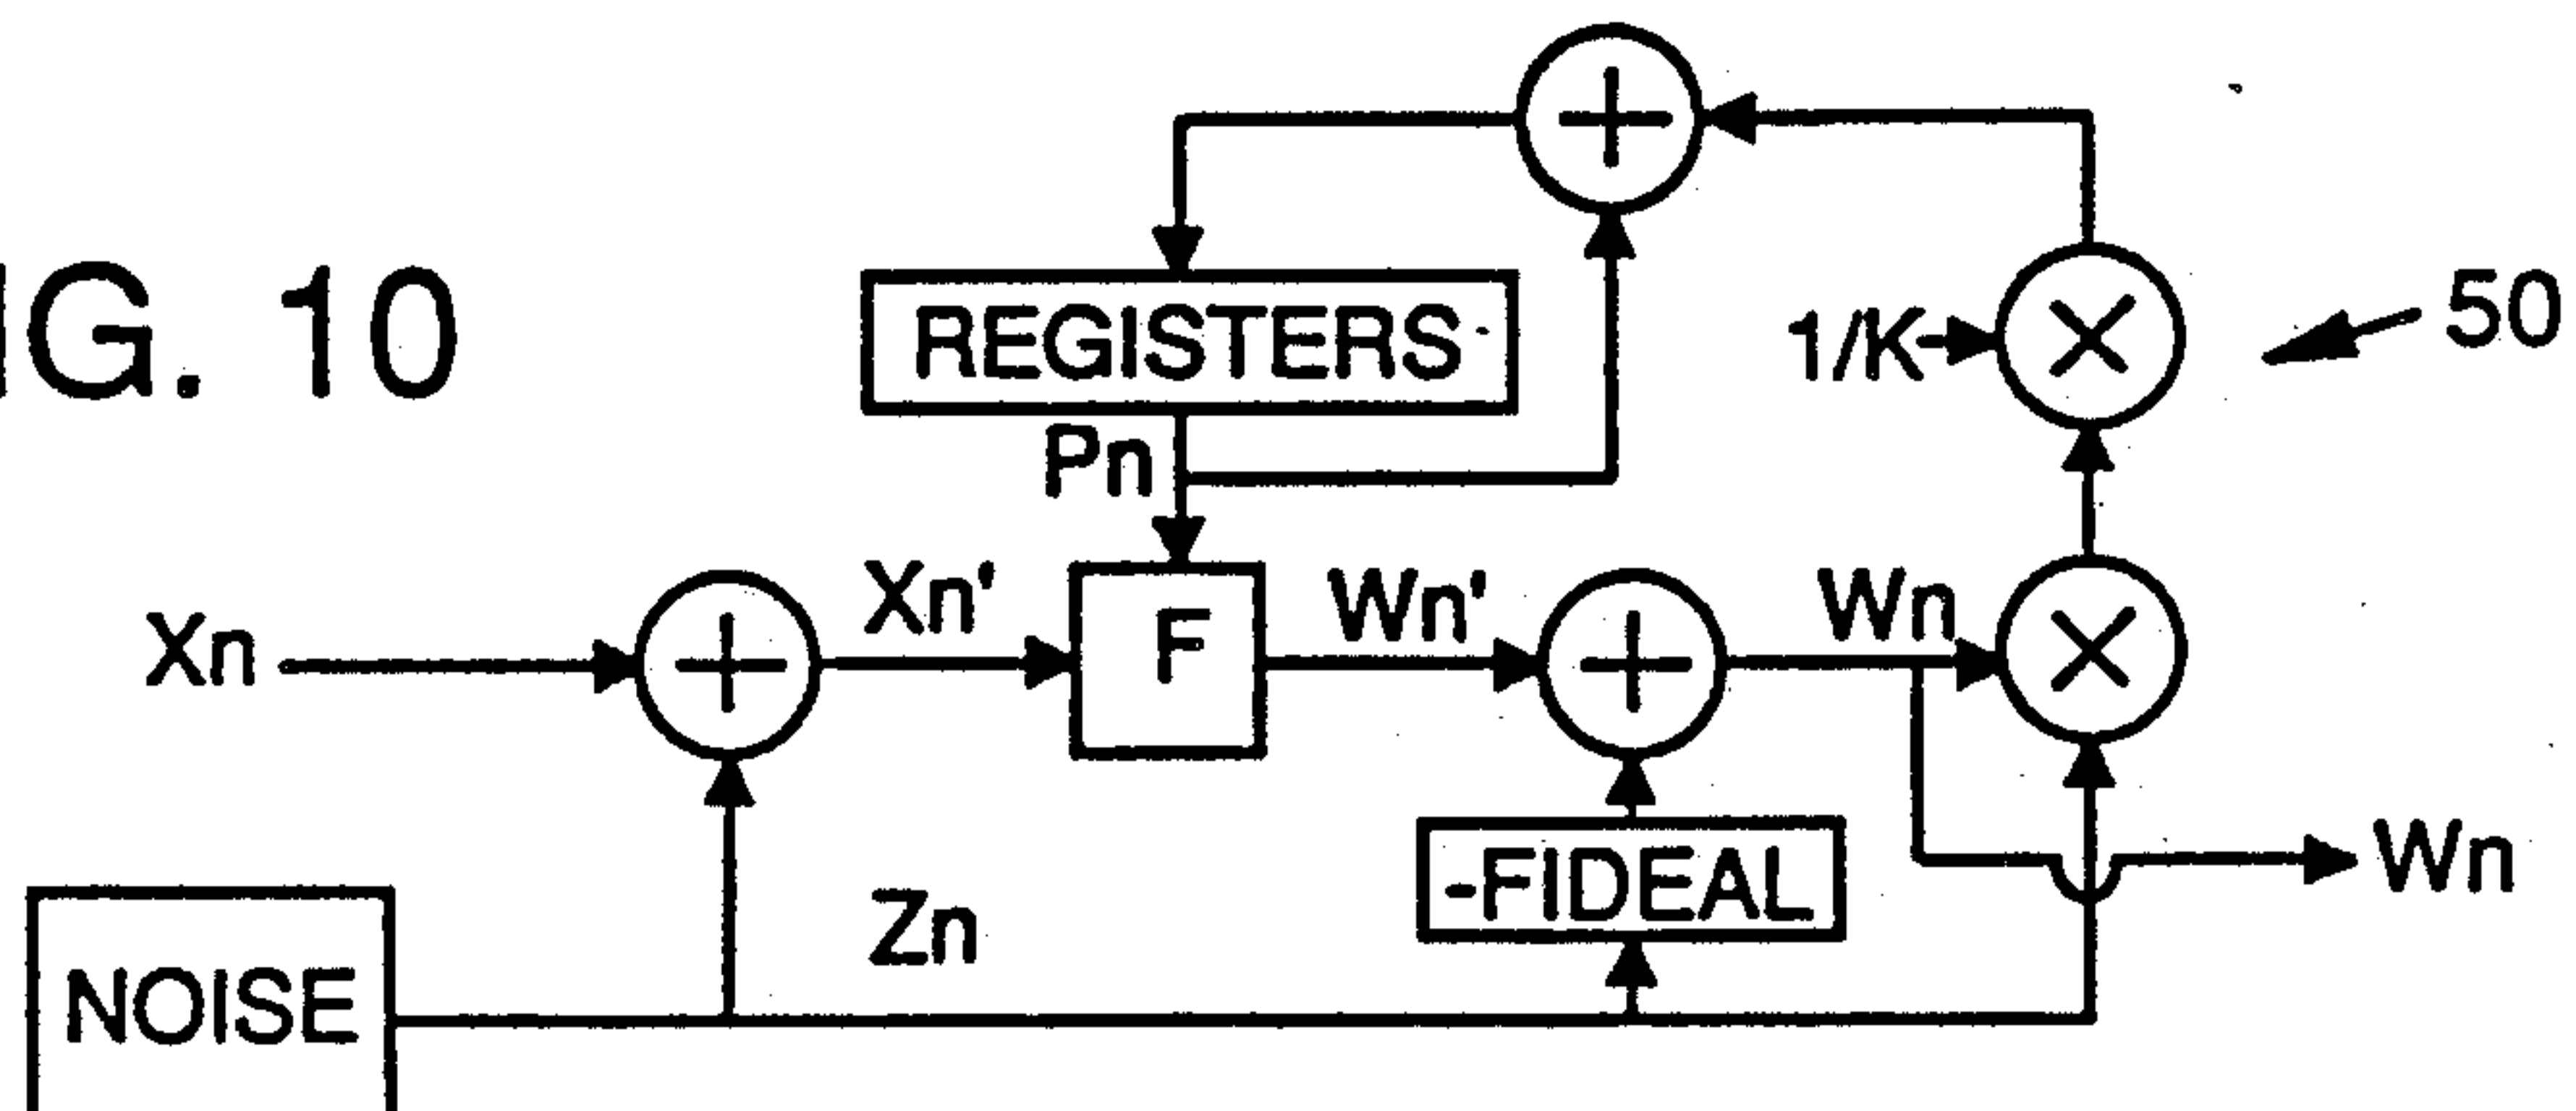 IG. 10
REGISTERS
1/K
50
Pn
Xn
Xn'
F
Wn'
Wn
Zn
-FIDEAL
Wn
NOISE